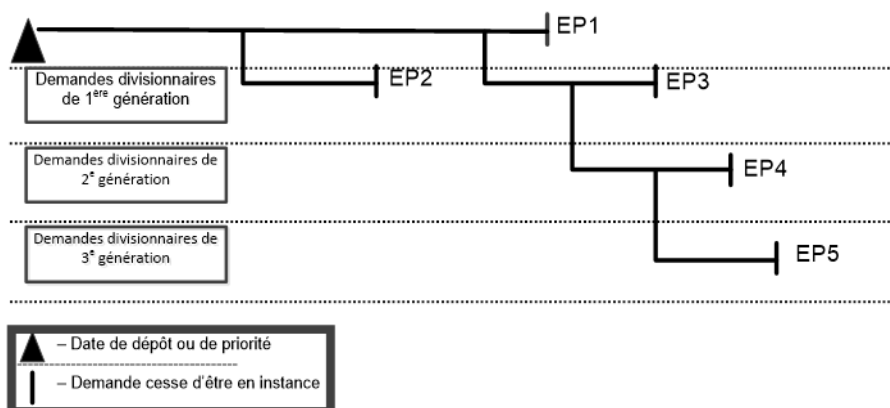 EP1
Demandes divisionnaires
de 1ère génération
EP2
EP3
Demandes divisionnaires de
2e génération
EP4
Demandes divisionnaires de
3e génération
EP5
– Date de dépôt ou de priorité
– Demande cesse d'être en instance